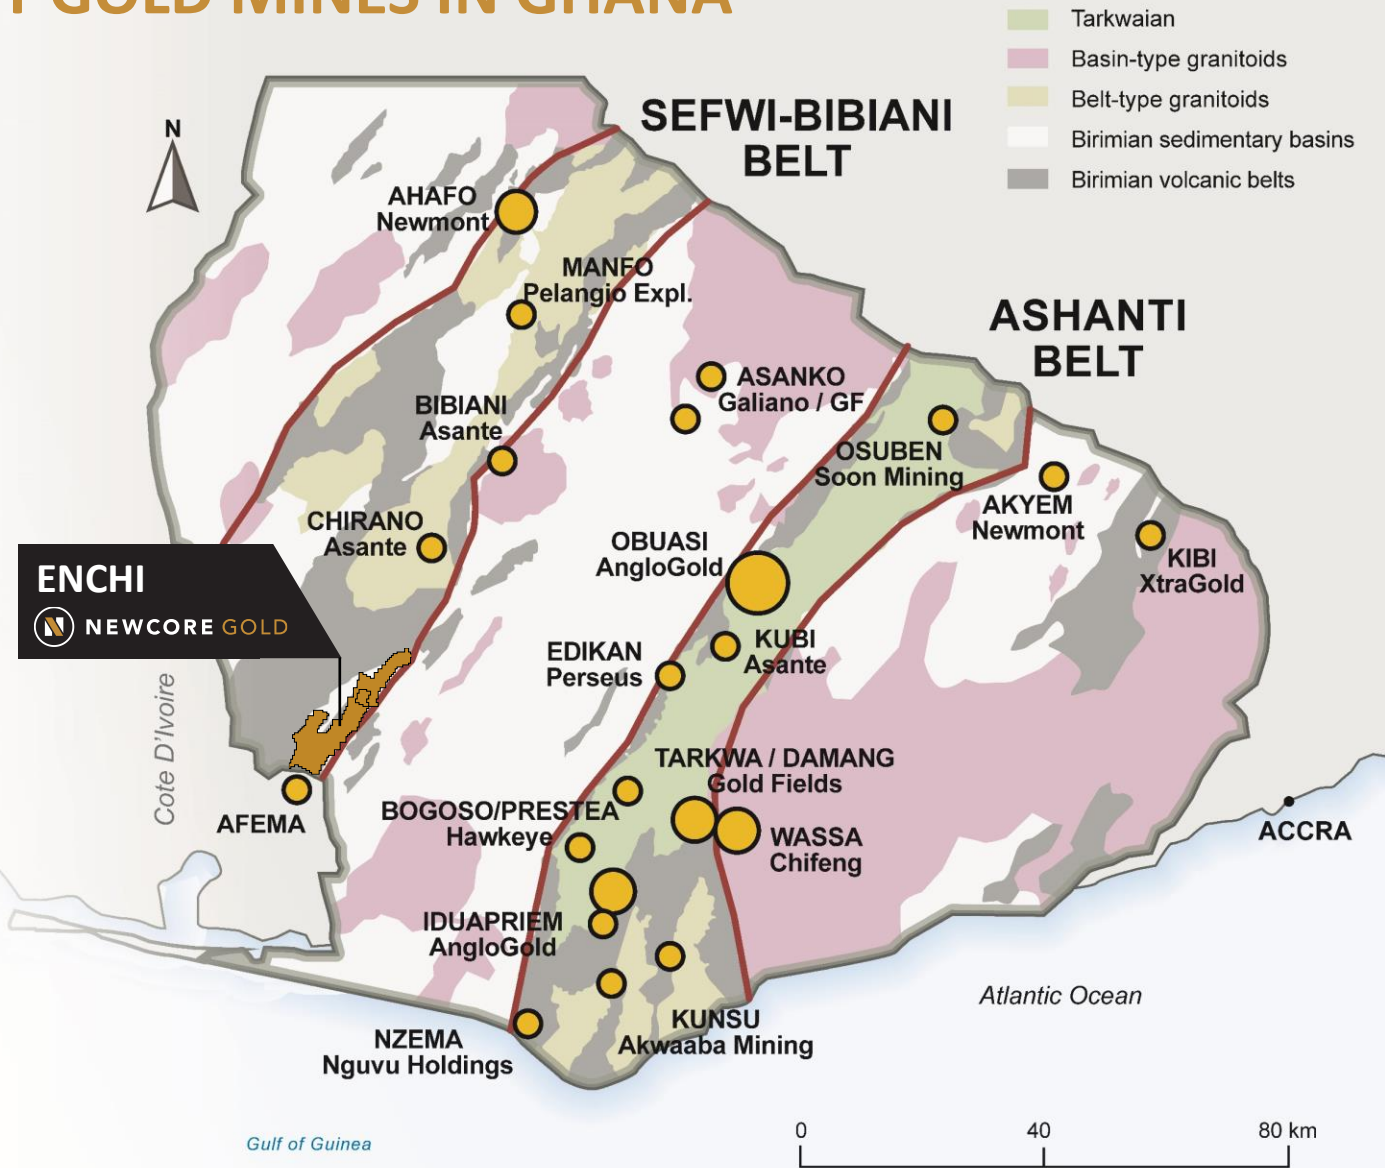 GOLD MINES IN GHANA
Tarkwaian
Basin-type granitoids
Belt-type granitoids
Birimian sedimentary basins
Birimian volcanic belts
N
SEFWI-BIBIANI
BELT
AHAFO
Newmont
MANFO
Pelangio Expl.
ASHANTI
BELT
ASANKO
Galiano / GF
BIBIANI
Asante
OSUBEN
Soon Mining
AKYEM
Newmont
CHIRANO
Asante
OBUASI
AngloGold
KIBI
XtraGold
ENCHI
NEWCORE GOLD
KUBI
Asante
EDIKAN
Perseus
Cote D'Ivoire
TARKWA / DAMANG
Gold Fields
BOGOSO/PRESTEA
Hawkeye
AFEMA
WASSA
Chifeng
ACCRA
IDUAPRIEM
AngloGold
Atlantic Ocean
KUNSU
Akwaaba Mining
NZEMA
Nguvu Holdings
Gulf of Guinea
0 40 80 km